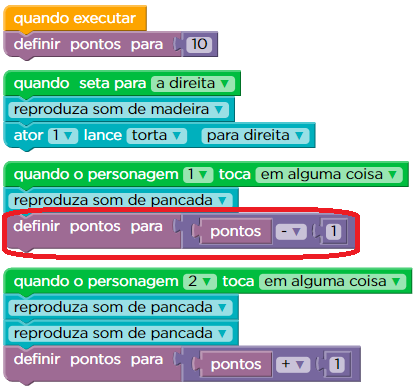 quando executar
definir pontos para 10
quando seta para a direita ▼
reproduza som de madeira ▼
ator 1 ▼ lance torta ▼ para direita ▼
quando o personagem 1 ▼ toca em alguma coisa ▼
reproduza som de pancada ▼
definir pontos para pontos - ▼ 1
quando o personagem 2 ▼ toca em alguma coisa ▼
reproduza som de pancada ▼
reproduza som de pancada ▼
definir pontos para pontos + ▼ 1